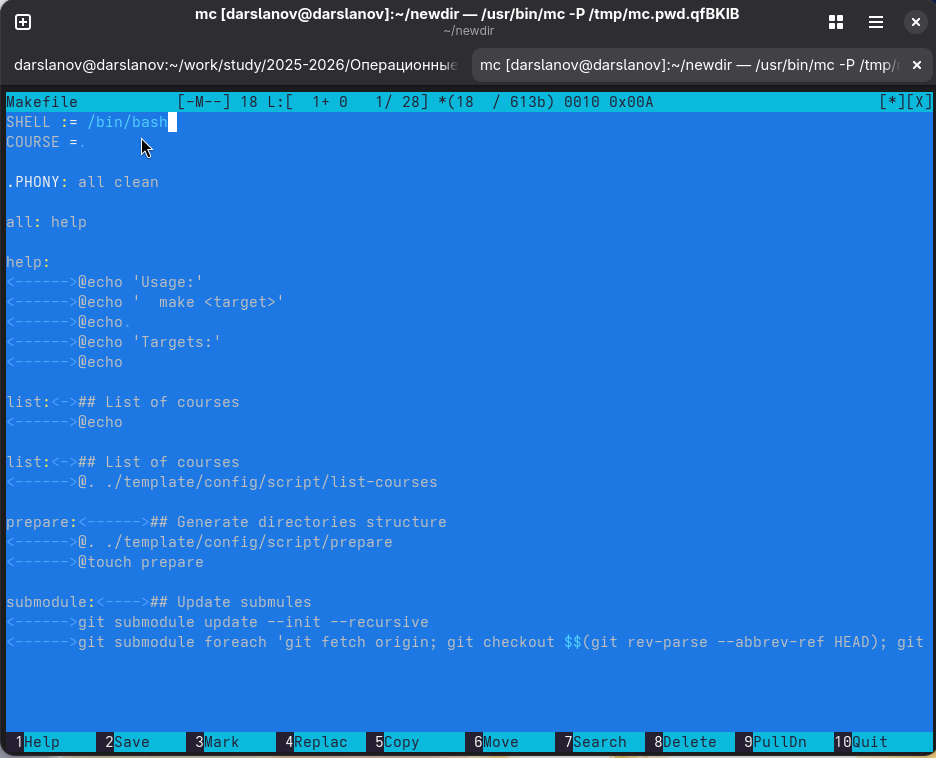 mc [darslanov@darslanov]:~/newdir — /usr/bin/mc -P /tmp/mc.pwd.qfBKIB
~/newdir
darslanov@darslanov:~/work/study/2025-2026/Операционные
mc [darslanov@darslanov]:~/newdir — /usr/bin/mc -P /tmp/
Makefile [-M--] 18 L:[ 1+ 0 1/ 28] *(18 / 613b) 0010 0x00A [*][X]
SHELL := /bin/bash
COURSE =.
.PHONY: all clean
all: help
help:
<------>@echo 'Usage:'
<------>@echo '  make <target>'
<------>@echo.
<------>@echo 'Targets:'
<------>@echo
list:<->## List of courses
<------>@echo
list:<->## List of courses
<------>@. ./template/config/script/list-courses
prepare:<------>## Generate directories structure
<------>@. ./template/config/script/prepare
<------>@touch prepare
submodule:<---->## Update submules
<------>git submodule update --init --recursive
<------>git submodule foreach 'git fetch origin; git checkout $$(git rev-parse --abbrev-ref HEAD); git
1Help 2Save 3Mark 4Replac 5Copy 6Move 7Search 8Delete 9PullDn 10Quit